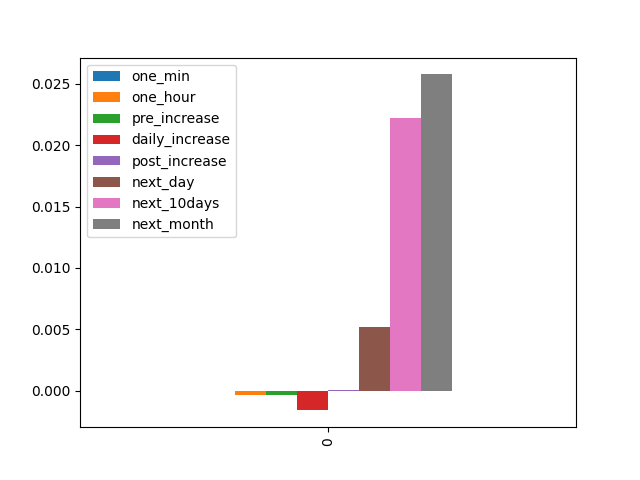 one_min
one_hour
pre_increase
daily_increase
post_increase
next_day
next_10days
next_month
0.025
0.020
0.015
0.010
0.005
0.000
0